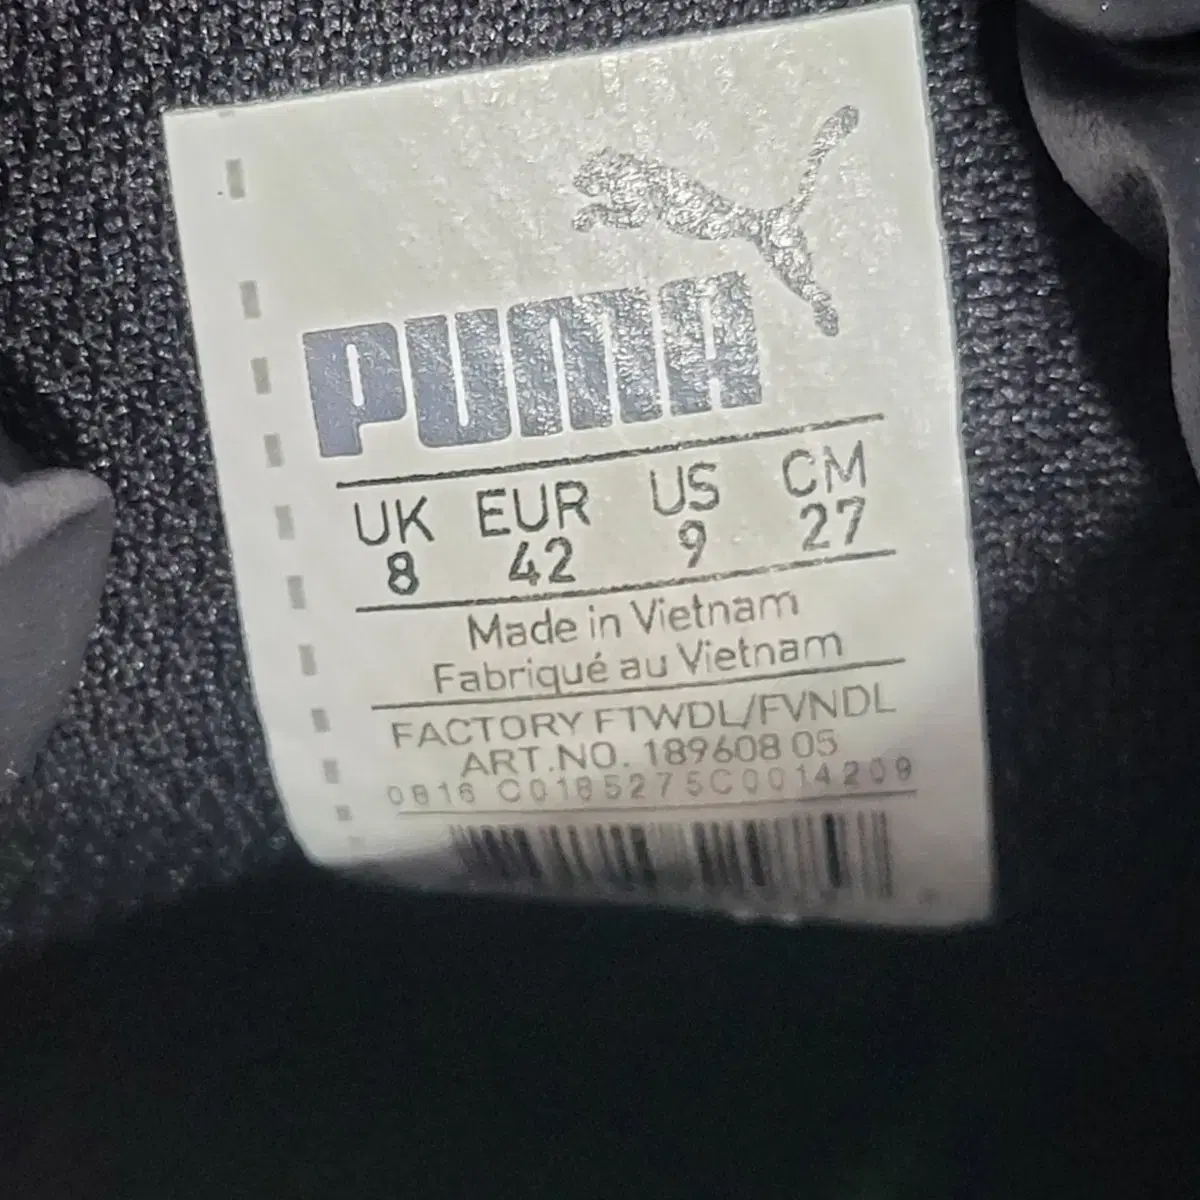 PUMA
UK EUR US CM
8 42 9 27
Made in Vietnam
Fabriqué au Vietnam
FACTORY FTWDL/FVNDL
ART.NO. 189608 05
0816 C0185275C0014209